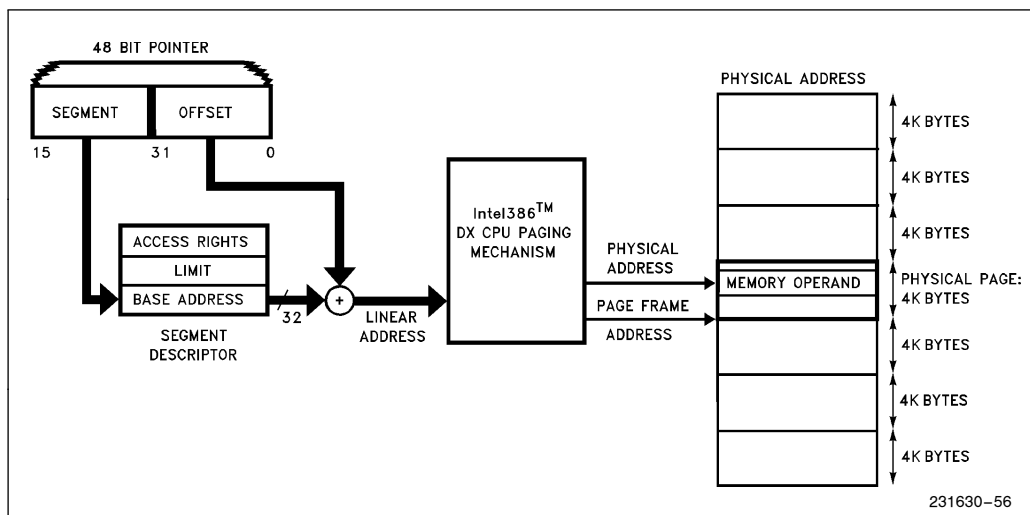 48 BIT POINTER
SEGMENT OFFSET
15 31 0
ACCESS RIGHTS
LIMIT
BASE ADDRESS
SEGMENT
DESCRIPTOR
32
+
LINEAR
ADDRESS
Intel386™
DX CPU PAGING
MECHANISM
PHYSICAL
ADDRESS
PAGE FRAME
ADDRESS
PHYSICAL ADDRESS
4K BYTES
4K BYTES
4K BYTES
MEMORY OPERAND
PHYSICAL PAGE:
4K BYTES
4K BYTES
4K BYTES
4K BYTES
231630–56